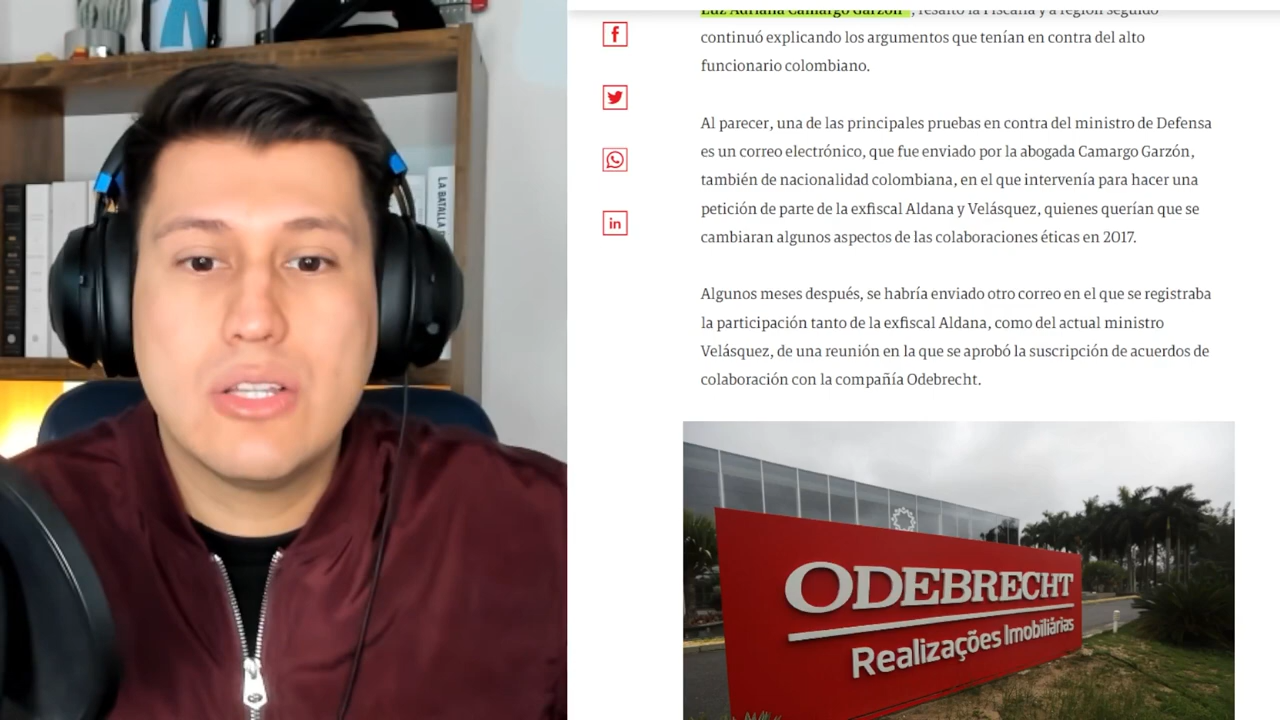 LA BATALLA
Luz Adriana Camargo Garzón", resaltó la Fiscalía y a región seguido
continuó explicando los argumentos que tenían en contra del alto
funcionario colombiano.
Al parecer, una de las principales pruebas en contra del ministro de Defensa
es un correo electrónico, que fue enviado por la abogada Camargo Garzón,
también de nacionalidad colombiana, en el que intervenía para hacer una
petición de parte de la exfiscal Aldana y Velásquez, quienes querían que se
cambiaran algunos aspectos de las colaboraciones éticas en 2017.
Algunos meses después, se habría enviado otro correo en el que se registraba
la participación tanto de la exfiscal Aldana, como del actual ministro
Velásquez, de una reunión en la que se aprobó la suscripción de acuerdos de
colaboración con la compañía Odebrecht.
ODEBRECHT
Realizações Imobiliárias